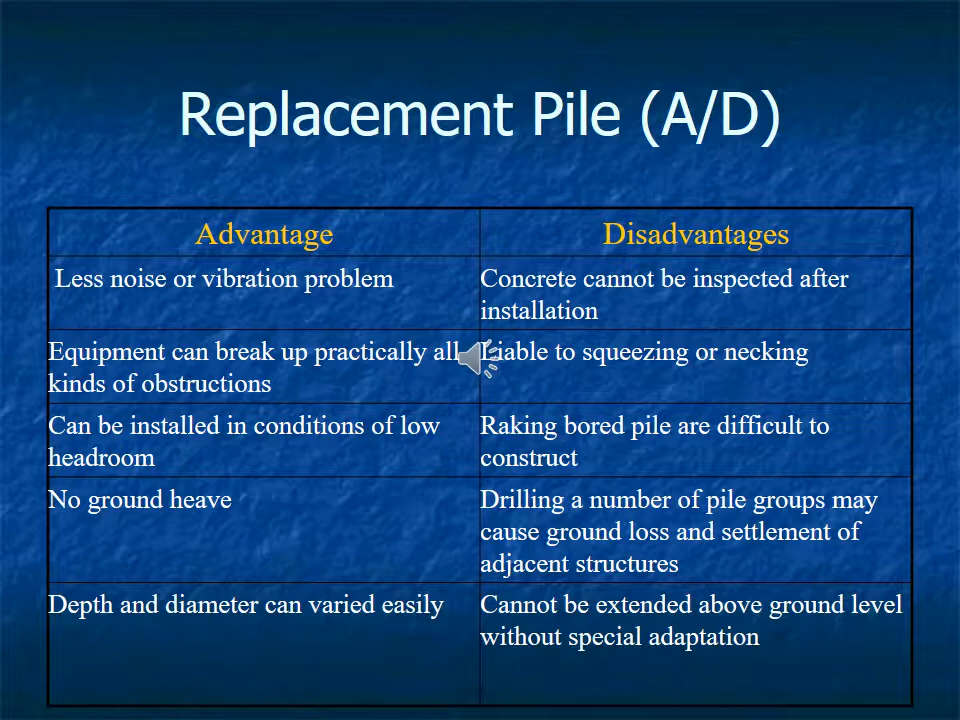 Replacement Pile (A/D)
Advantage
Disadvantages
Less noise or vibration problem
Concrete cannot be inspected after
installation
Equipment can break up practically all
kinds of obstructions
Liable to squeezing or necking
Can be installed in conditions of low
headroom
Raking bored pile are difficult to
construct
No ground heave
Drilling a number of pile groups may
cause ground loss and settlement of
adjacent structures
Depth and diameter can varied easily
Cannot be extended above ground level
without special adaptation